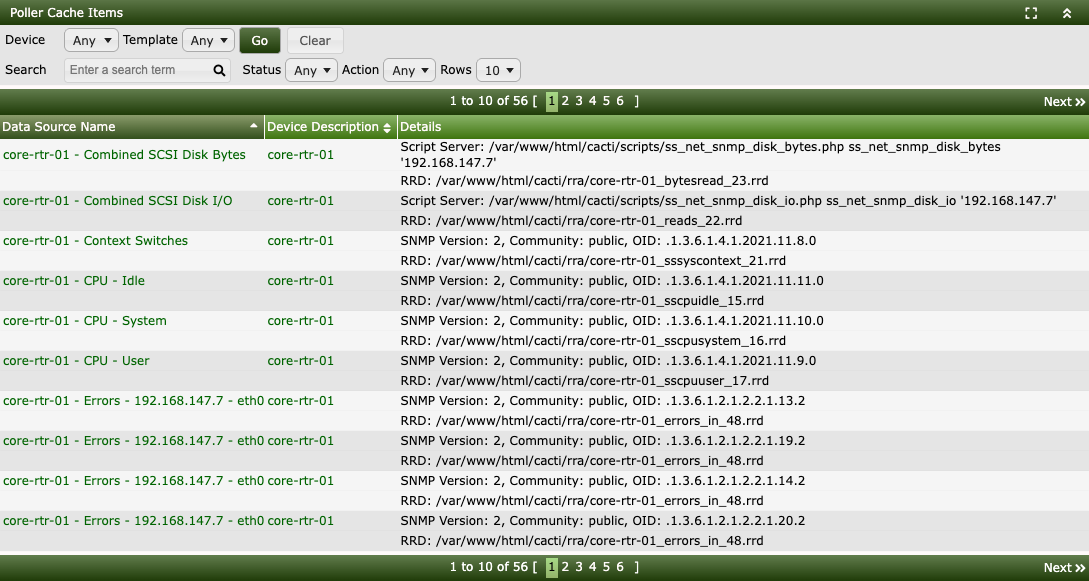 Poller Cache Items
Device Any Template Any Go Clear
Search Enter a search term Status Any Action Any Rows 10
1 to 10 of 56 [ 1 2 3 4 5 6 ] Next
Data Source Name Device Description Details
core-rtr-01 - Combined SCSI Disk Bytes core-rtr-01 Script Server: /var/www/html/cacti/scripts/ss_net_snmp_disk_bytes.php ss_net_snmp_disk_bytes
'192.168.147.7'
RRD: /var/www/html/cacti/rra/core-rtr-01_bytesread_23.rrd
core-rtr-01 - Combined SCSI Disk I/O core-rtr-01 Script Server: /var/www/html/cacti/scripts/ss_net_snmp_disk_io.php ss_net_snmp_disk_io '192.168.147.7'
RRD: /var/www/html/cacti/rra/core-rtr-01_reads_22.rrd
core-rtr-01 - Context Switches core-rtr-01 SNMP Version: 2, Community: public, OID: .1.3.6.1.4.1.2021.11.8.0
RRD: /var/www/html/cacti/rra/core-rtr-01_sssyscontext_21.rrd
core-rtr-01 - CPU - Idle core-rtr-01 SNMP Version: 2, Community: public, OID: .1.3.6.1.4.1.2021.11.11.0
RRD: /var/www/html/cacti/rra/core-rtr-01_sscpuidle_15.rrd
core-rtr-01 - CPU - System core-rtr-01 SNMP Version: 2, Community: public, OID: .1.3.6.1.4.1.2021.11.10.0
RRD: /var/www/html/cacti/rra/core-rtr-01_sscpusystem_16.rrd
core-rtr-01 - CPU - User core-rtr-01 SNMP Version: 2, Community: public, OID: .1.3.6.1.4.1.2021.11.9.0
RRD: /var/www/html/cacti/rra/core-rtr-01_sscpuuser_17.rrd
core-rtr-01 - Errors - 192.168.147.7 - eth0 core-rtr-01 SNMP Version: 2, Community: public, OID: .1.3.6.1.2.1.2.2.1.13.2
RRD: /var/www/html/cacti/rra/core-rtr-01_errors_in_48.rrd
core-rtr-01 - Errors - 192.168.147.7 - eth0 core-rtr-01 SNMP Version: 2, Community: public, OID: .1.3.6.1.2.1.2.2.1.19.2
RRD: /var/www/html/cacti/rra/core-rtr-01_errors_in_48.rrd
core-rtr-01 - Errors - 192.168.147.7 - eth0 core-rtr-01 SNMP Version: 2, Community: public, OID: .1.3.6.1.2.1.2.2.1.14.2
RRD: /var/www/html/cacti/rra/core-rtr-01_errors_in_48.rrd
core-rtr-01 - Errors - 192.168.147.7 - eth0 core-rtr-01 SNMP Version: 2, Community: public, OID: .1.3.6.1.2.1.2.2.1.20.2
RRD: /var/www/html/cacti/rra/core-rtr-01_errors_in_48.rrd
1 to 10 of 56 [ 1 2 3 4 5 6 ] Next